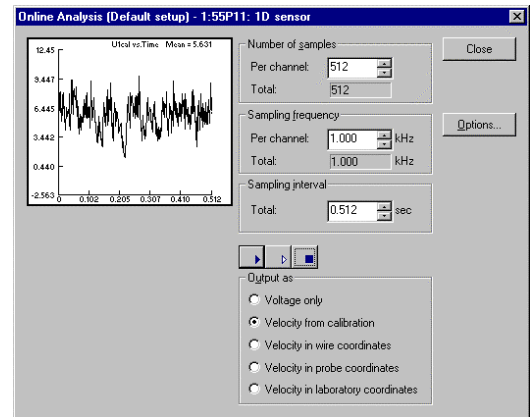 Online Analysis (Default setup) - 1:55P11: 1D sensor
U1cal vs.Time Mean = 5.631
12.45
9.447
6.445
3.442
0.440
-2.563
0 0.102 0.205 0.307 0.410 0.512
Number of samples
Per channel: 512
Total: 512
Sampling frequency
Per channel: 1.000 kHz
Total: 1.000 kHz
Sampling interval
Total: 0.512 sec
Output as
Voltage only
Velocity from calibration
Velocity in wire coordinates
Velocity in probe coordinates
Velocity in laboratory coordinates
Close
Options...